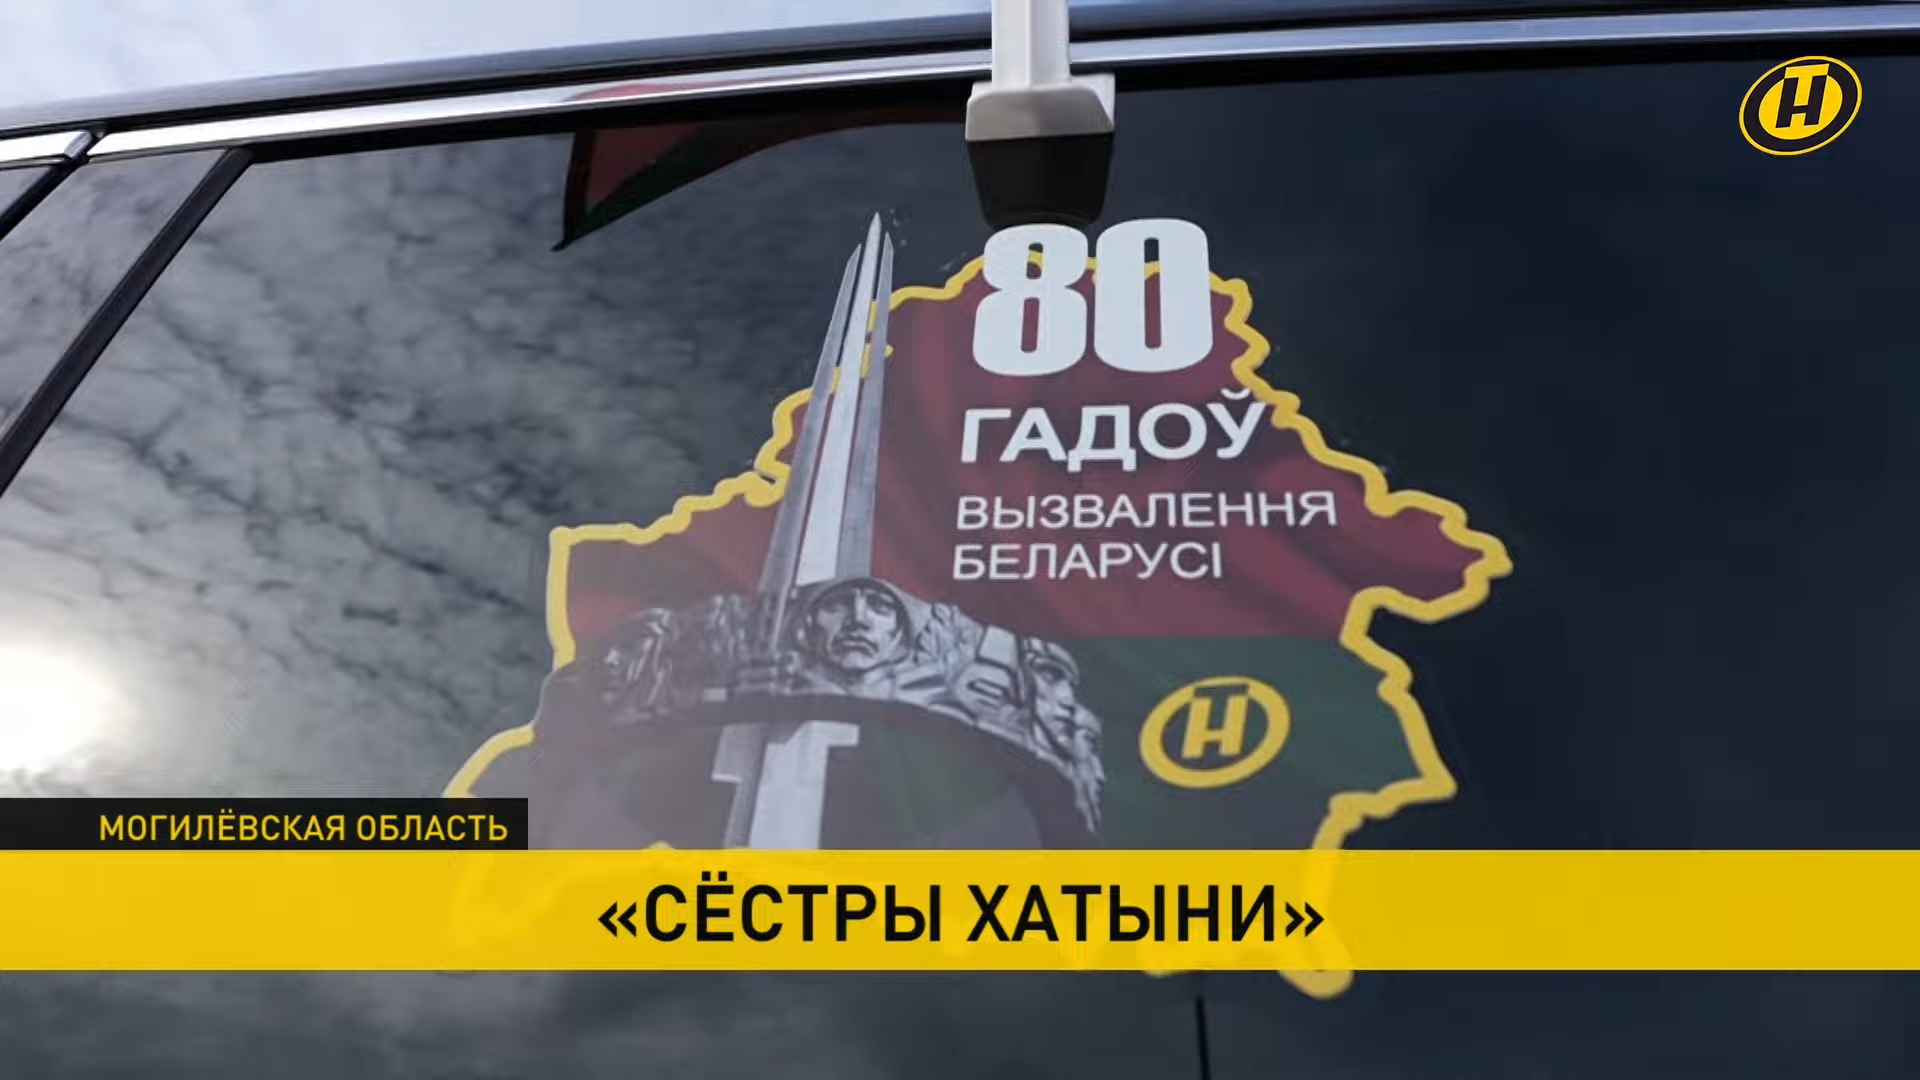 80
ГАДОЎ
ВЫЗВАЛЕННЯ
БЕЛАРУСІ
МОГИЛЁВСКАЯ ОБЛАСТЬ
«СЁСТРЫ ХАТЫНИ»